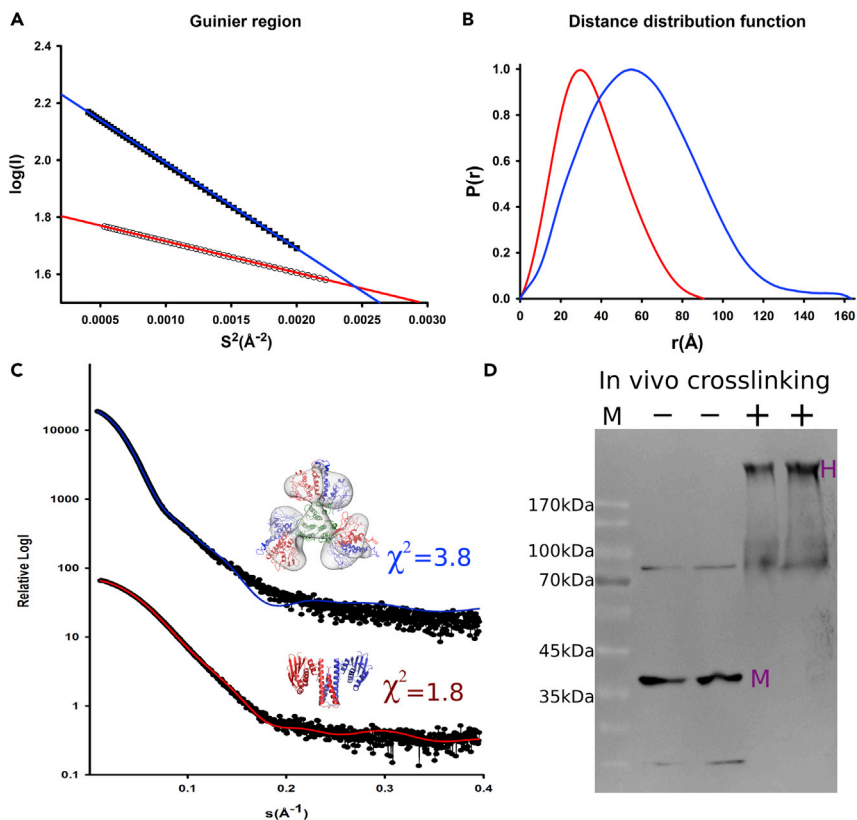 A
Guinier region
log(I)
2.4
2.2
2.0
1.8
1.6
0.0005 0.0010 0.0015 0.0020 0.0025 0.0030
S²(Å⁻²)
B
Distance distribution function
P(r)
1.0
0.8
0.6
0.4
0.2
0.0
0 20 40 60 80 100 120 140 160
r(Å)
C
Relative LogI
10000
1000
100
10
1
0.1
χ²=3.8
χ²=1.8
0.1 0.2 0.3 0.4
s(Å⁻¹)
D
In vivo crosslinking
M − − + +
H
170kDa
100kDa
70kDa
45kDa
M
35kDa